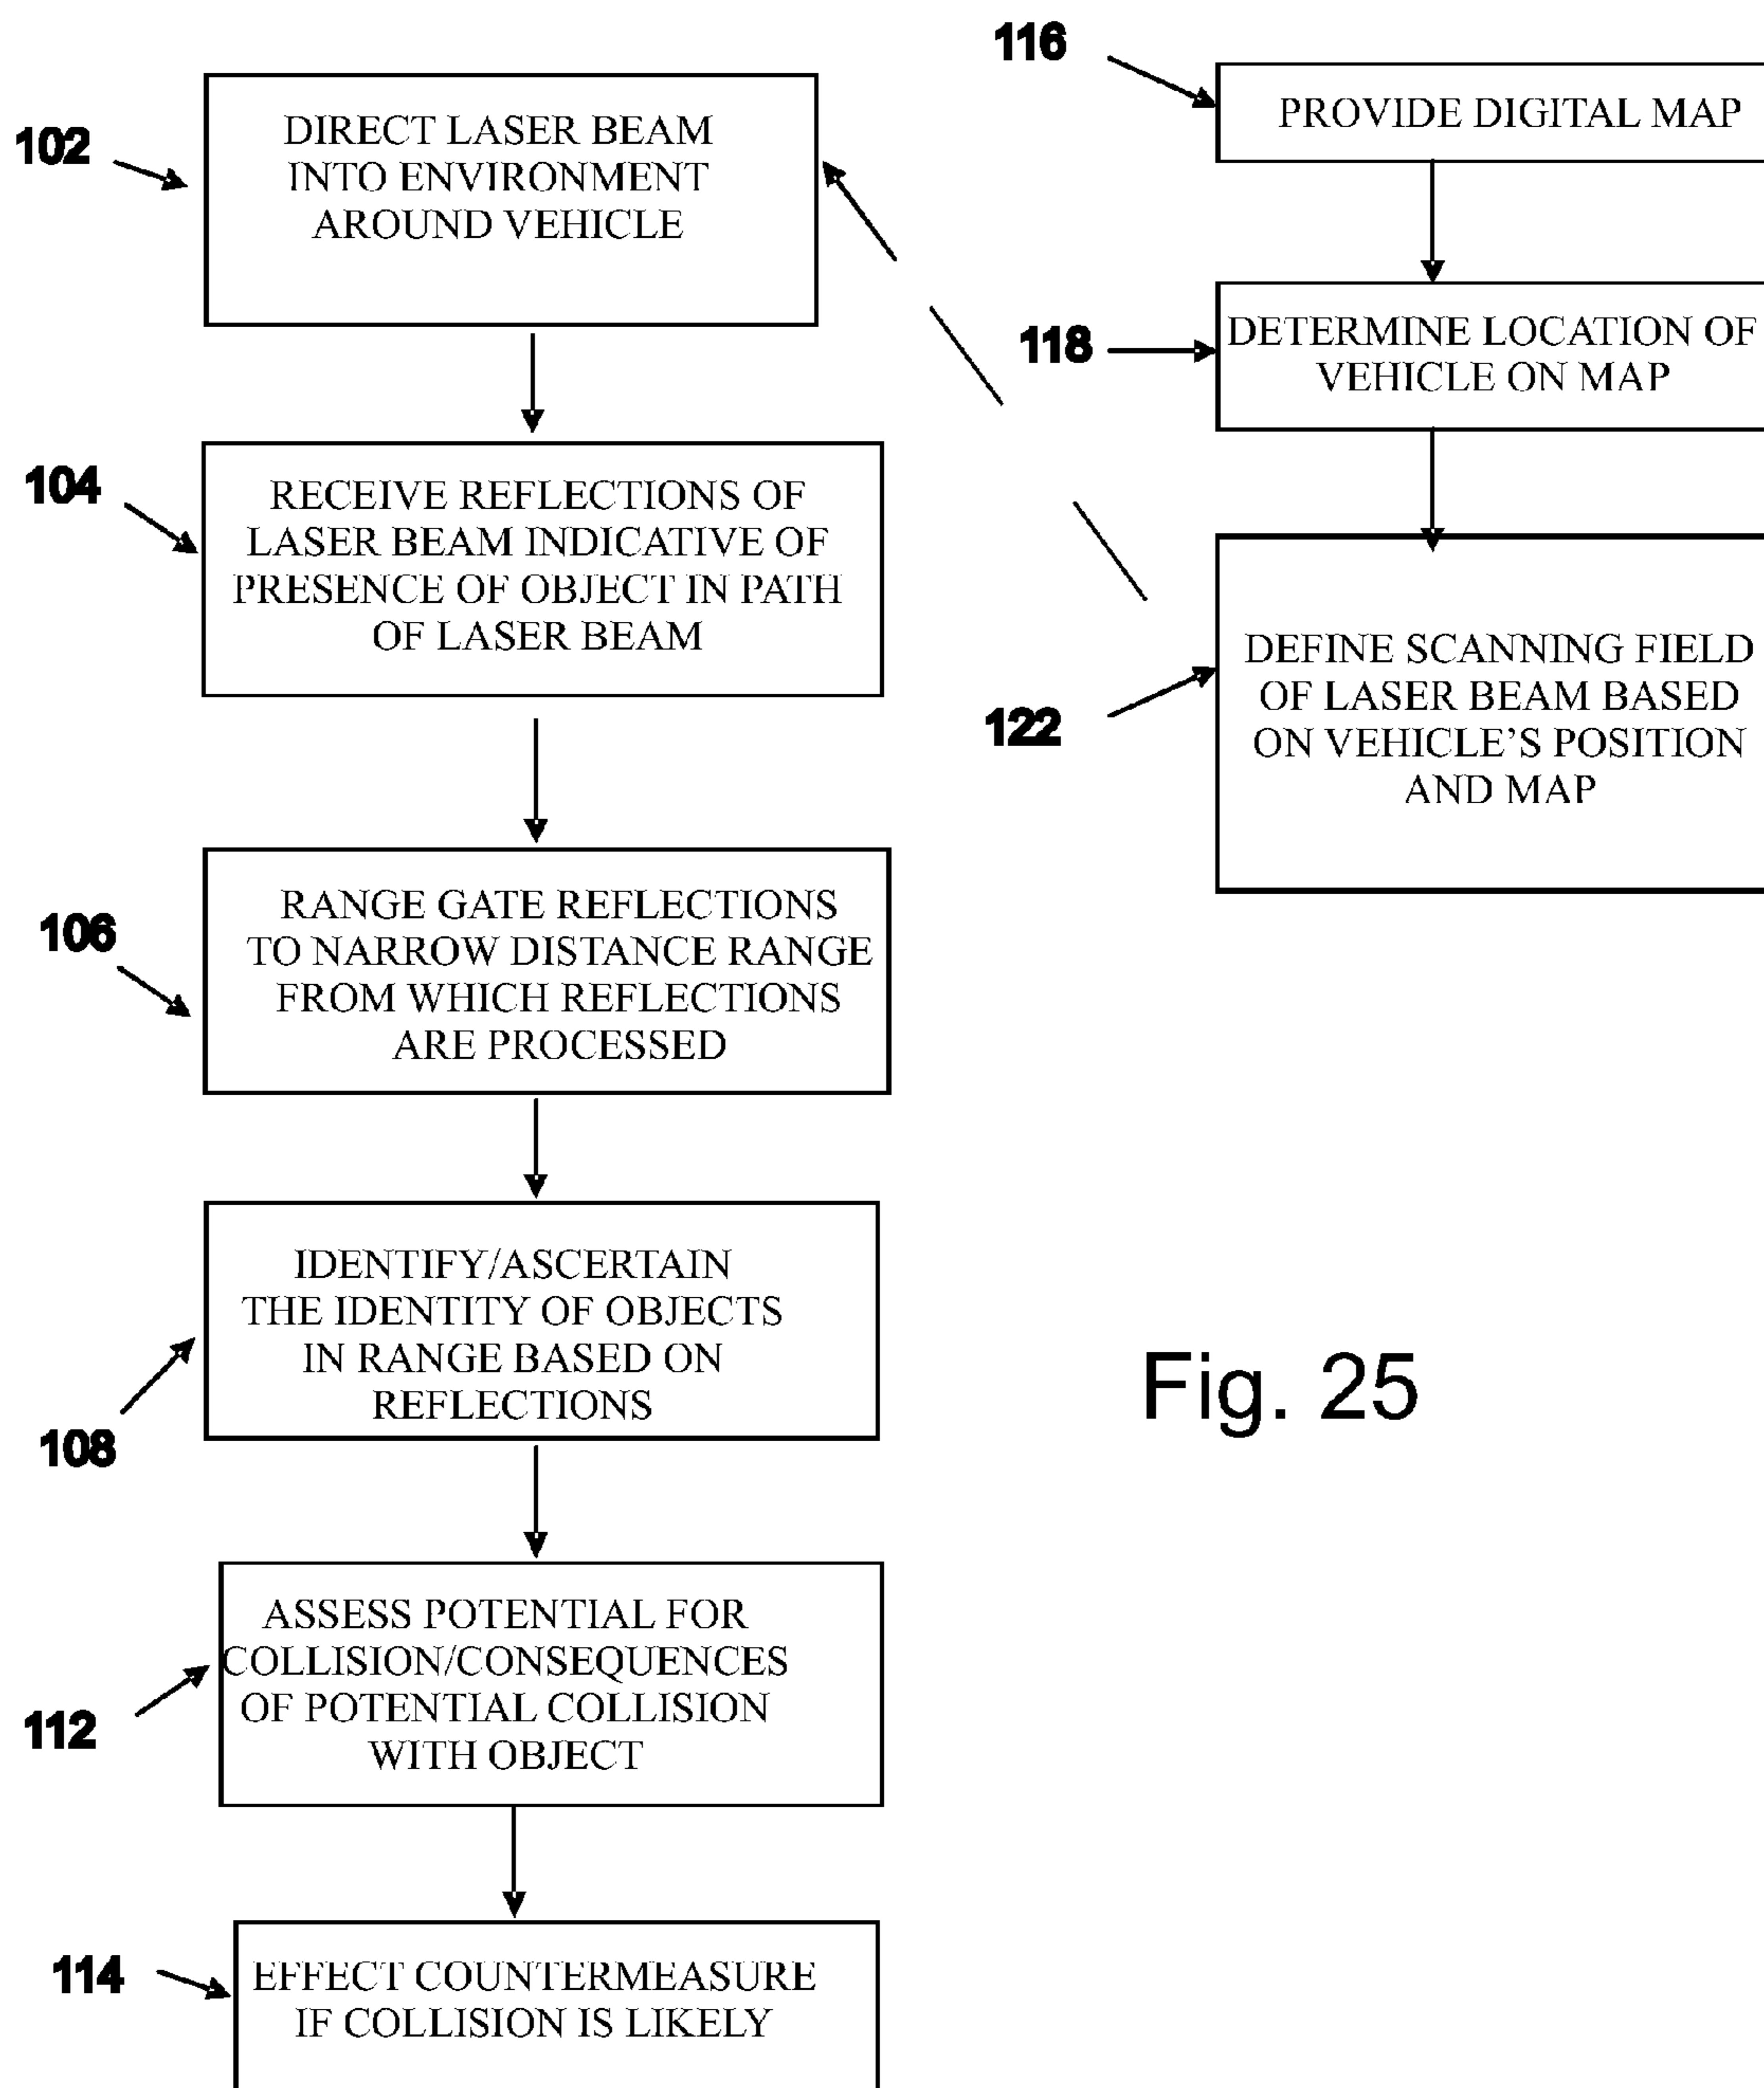 102
DIRECT LASER BEAM
INTO ENVIRONMENT
AROUND VEHICLE
104
RECEIVE REFLECTIONS OF
LASER BEAM INDICATIVE OF
PRESENCE OF OBJECT IN PATH
OF LASER BEAM
106
RANGE GATE REFLECTIONS
TO NARROW DISTANCE RANGE
FROM WHICH REFLECTIONS
ARE PROCESSED
108
IDENTIFY/ASCERTAIN
THE IDENTITY OF OBJECTS
IN RANGE BASED ON
REFLECTIONS
112
ASSESS POTENTIAL FOR
COLLISION/CONSEQUENCES
OF POTENTIAL COLLISION
WITH OBJECT
114
EFFECT COUNTERMEASURE
IF COLLISION IS LIKELY
116
PROVIDE DIGITAL MAP
118
DETERMINE LOCATION OF
VEHICLE ON MAP
122
DEFINE SCANNING FIELD
OF LASER BEAM BASED
ON VEHICLE'S POSITION
AND MAP
Fig. 25